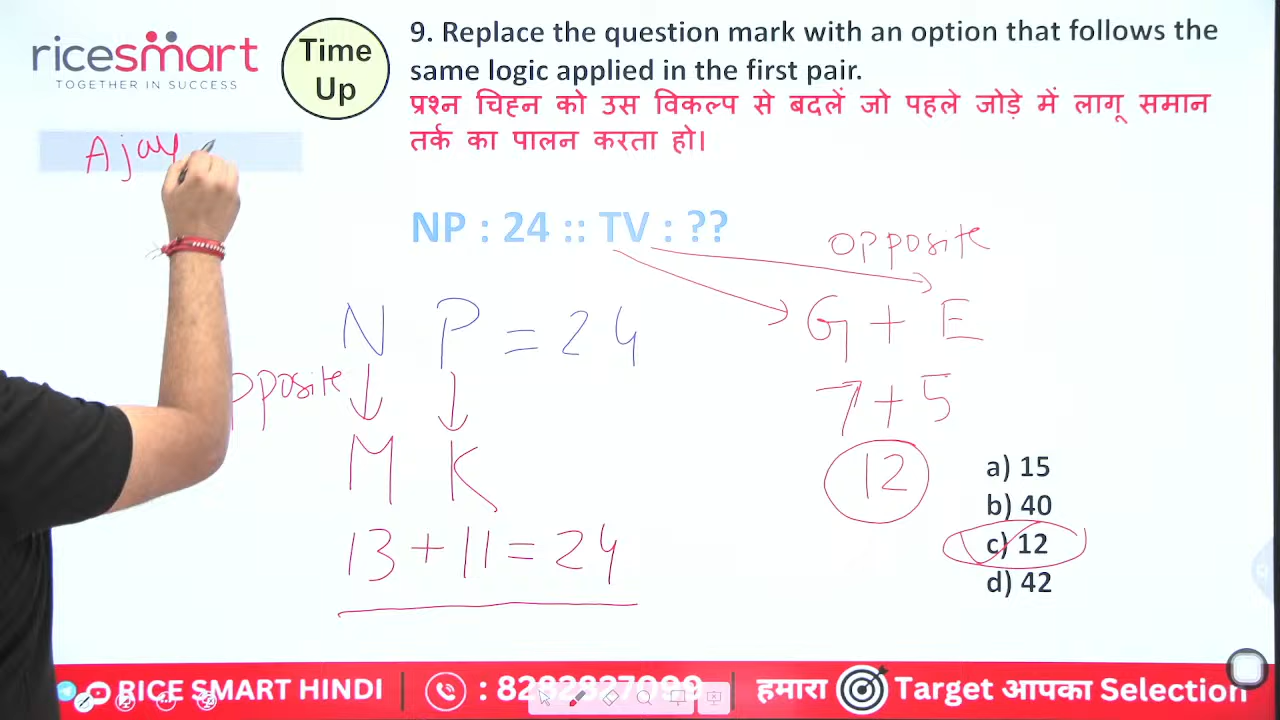 ricesmart
TOGETHER IN SUCCESS
Time
Up
9. Replace the question mark with an option that follows the
same logic applied in the first pair.
प्रश्न चिह्न को उस विकल्प से बदलें जो पहले जोड़े में लागू समान
तर्क का पालन करता हो।
Ajay
NP : 24 :: TV : ??
opposite
N P = 24
G + E
opposite
7 + 5
M K
12
13 + 11 = 24
a) 15
b) 40
c) 12
d) 42
RICE SMART HINDI
: 8282827099
हमारा Target आपका Selection